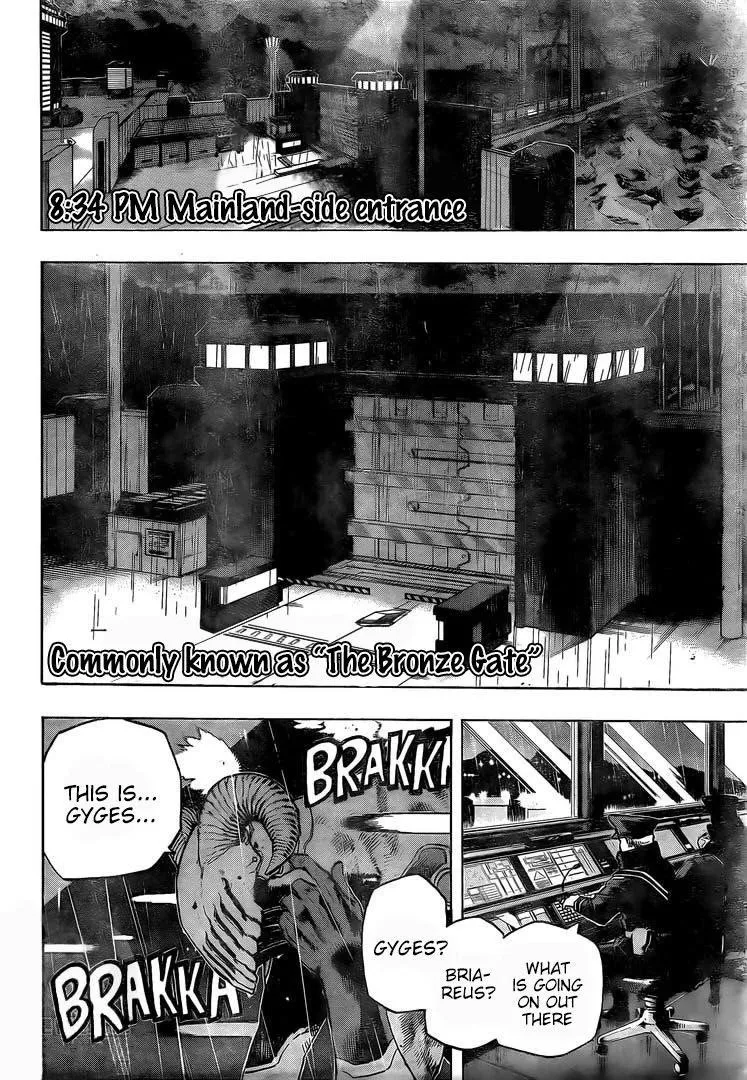 8:34 PM Mainland-side entrance
Commonly known as "The Bronze Gate"
WHAT
IS GOING
ON OUT
THERE
BRIA-
REUS?
GYGES?
THIS IS...
GYGES...
BRAKKA
BRAKKA